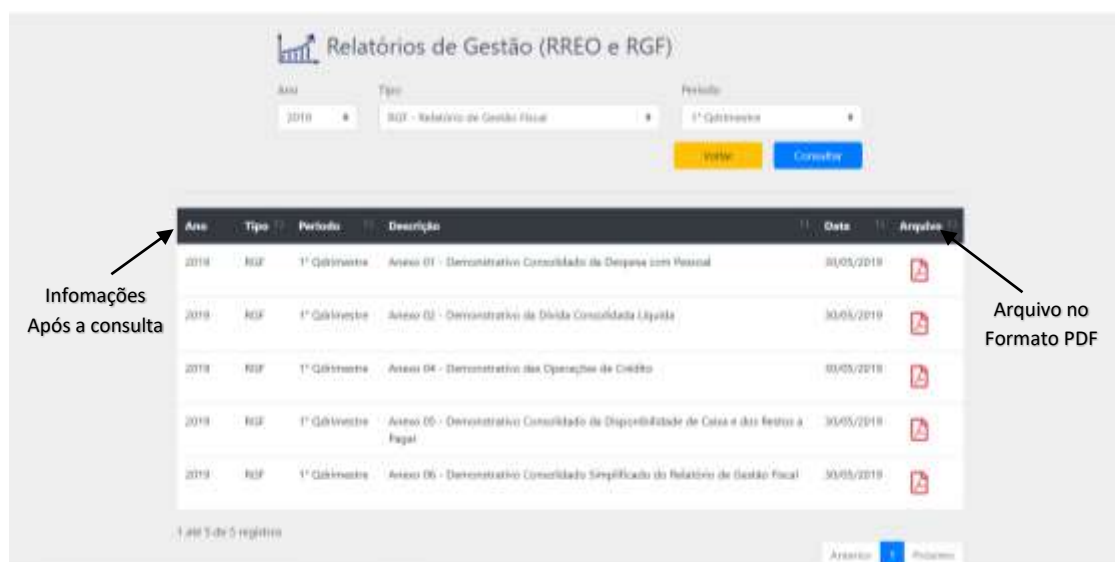 Relatórios de Gestão (RREO e RGF)
Ano Tipo Período
2019 RGF - Relatório de Gestão Fiscal 1º Qdrimestre
Voltar Consultar
Ano Tipo Período Descrição Data Arquivo
2019 RGF 1º Qdrimestre Anexo 01 - Demonstrativo Consolidado da Despesa com Pessoal 30/05/2019
2019 RGF 1º Qdrimestre Anexo 02 - Demonstrativo da Dívida Consolidada Líquida 30/05/2019
2019 RGF 1º Qdrimestre Anexo 04 - Demonstrativo das Operações de Crédito 30/05/2019
2019 RGF 1º Qdrimestre Anexo 05 - Demonstrativo Consolidado da Disponibilidade de Caixa e dos Restos a 30/05/2019
Pagar
2019 RGF 1º Qdrimestre Anexo 06 - Demonstrativo Consolidado Simplificado do Relatório de Gestão Fiscal 30/05/2019
1 até 5 de 5 registros
Anterior 1 Próximo
Infomações
Após a consulta
Arquivo no
Formato PDF